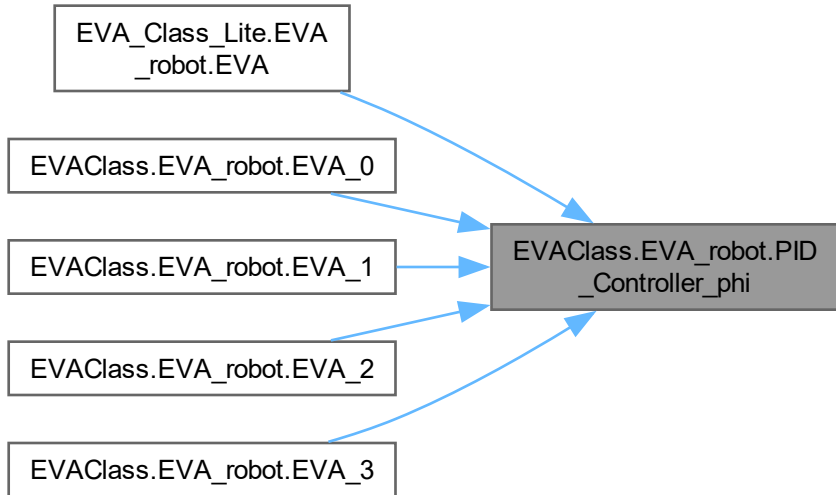 EVA_Class_Lite.EVA
_robot.EVA
EVAClass.EVA_robot.EVA_0
EVAClass.EVA_robot.EVA_1
EVAClass.EVA_robot.EVA_2
EVAClass.EVA_robot.EVA_3
EVAClass.EVA_robot.PID
_Controller_phi